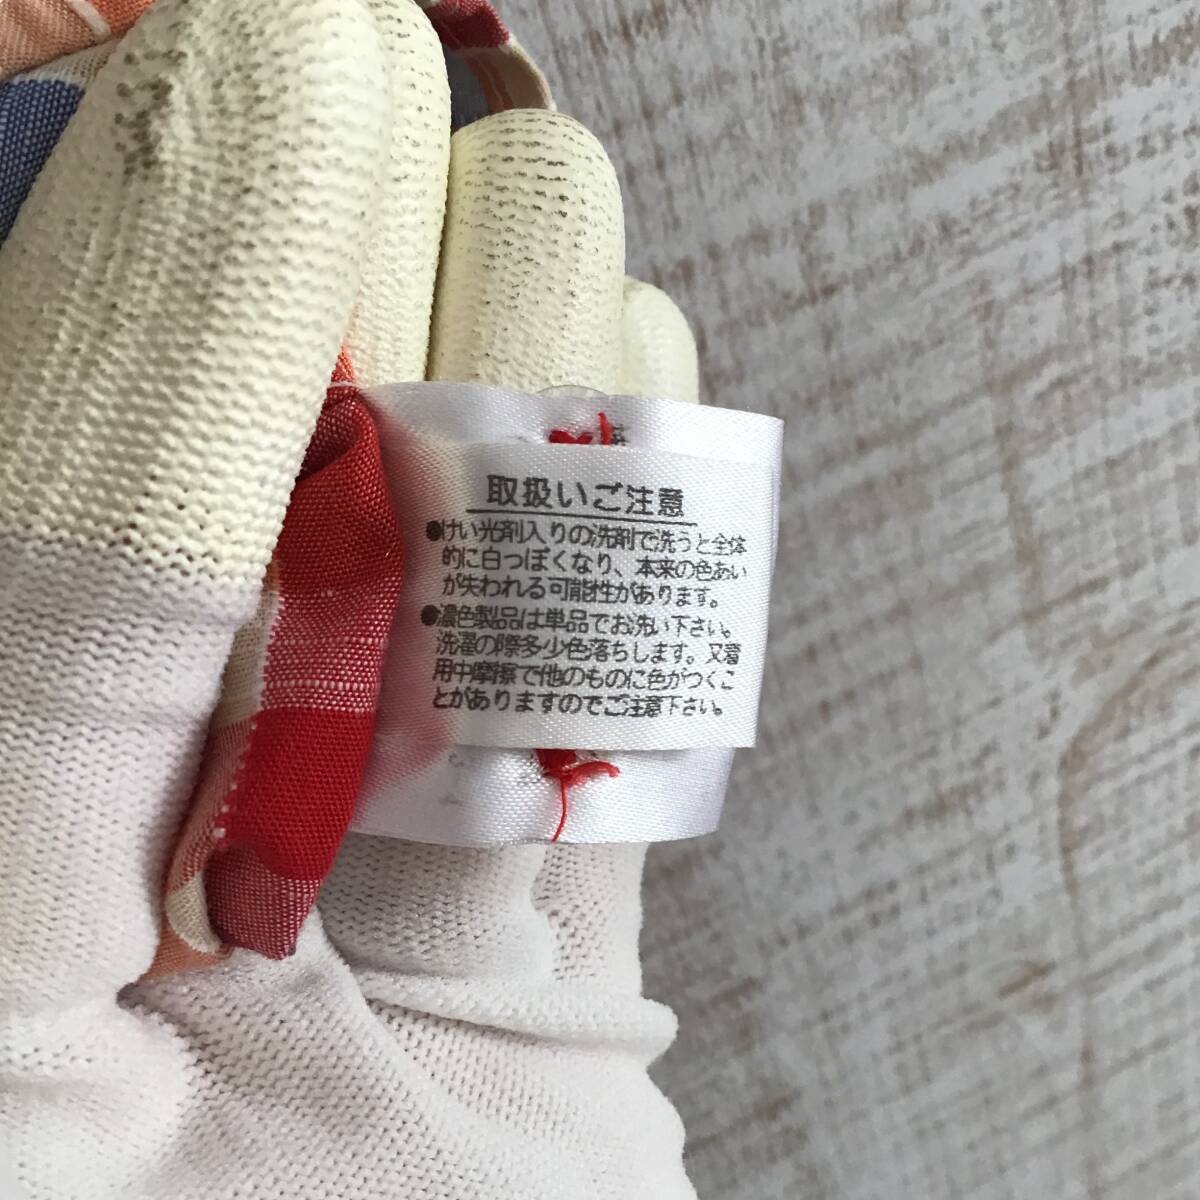 取扱いご注意
●けい光剤入りの洗剤で洗うと全体
的に白っぽくなり、本来の色あい
が失われる可能性があります。
●濃色製品は単品でお洗い下さい。
洗濯の際多少色落ちします。又着
用中摩擦で他のものに色がつくこ
とがありますのでご注意下さい。